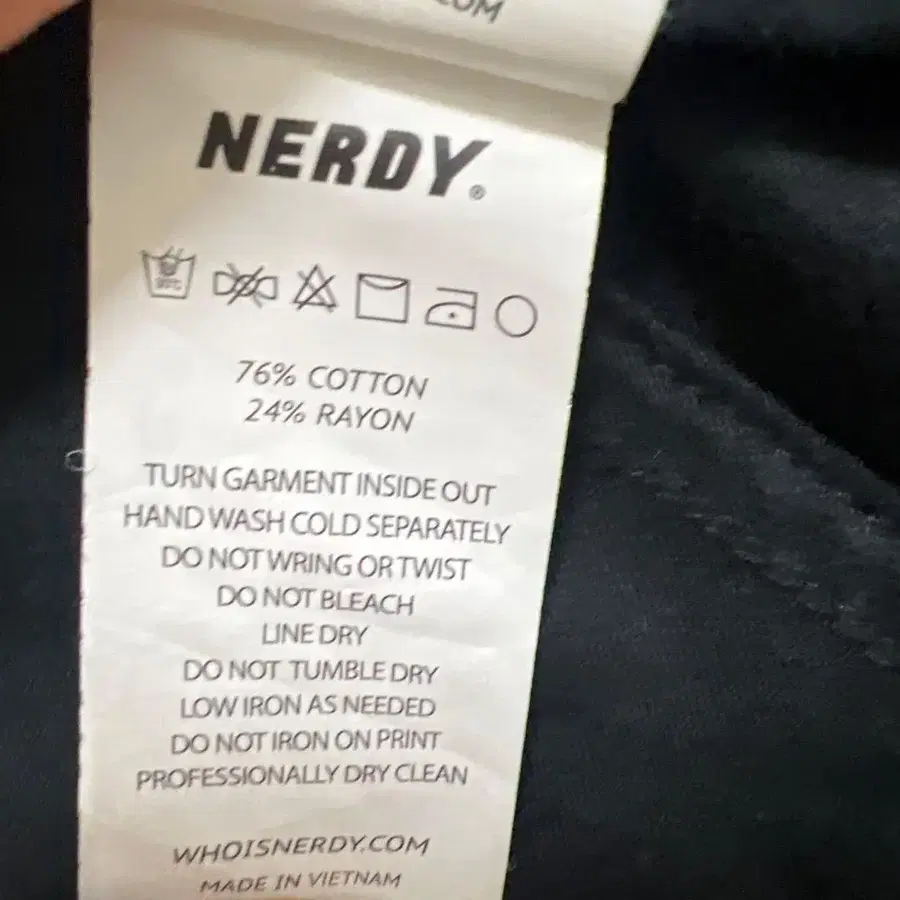 NERDY®
76% COTTON
24% RAYON
TURN GARMENT INSIDE OUT
HAND WASH COLD SEPARATELY
DO NOT WRING OR TWIST
DO NOT BLEACH
LINE DRY
DO NOT TUMBLE DRY
LOW IRON AS NEEDED
DO NOT IRON ON PRINT
PROFESSIONALLY DRY CLEAN
WHOISNERDY.COM
MADE IN VIETNAM